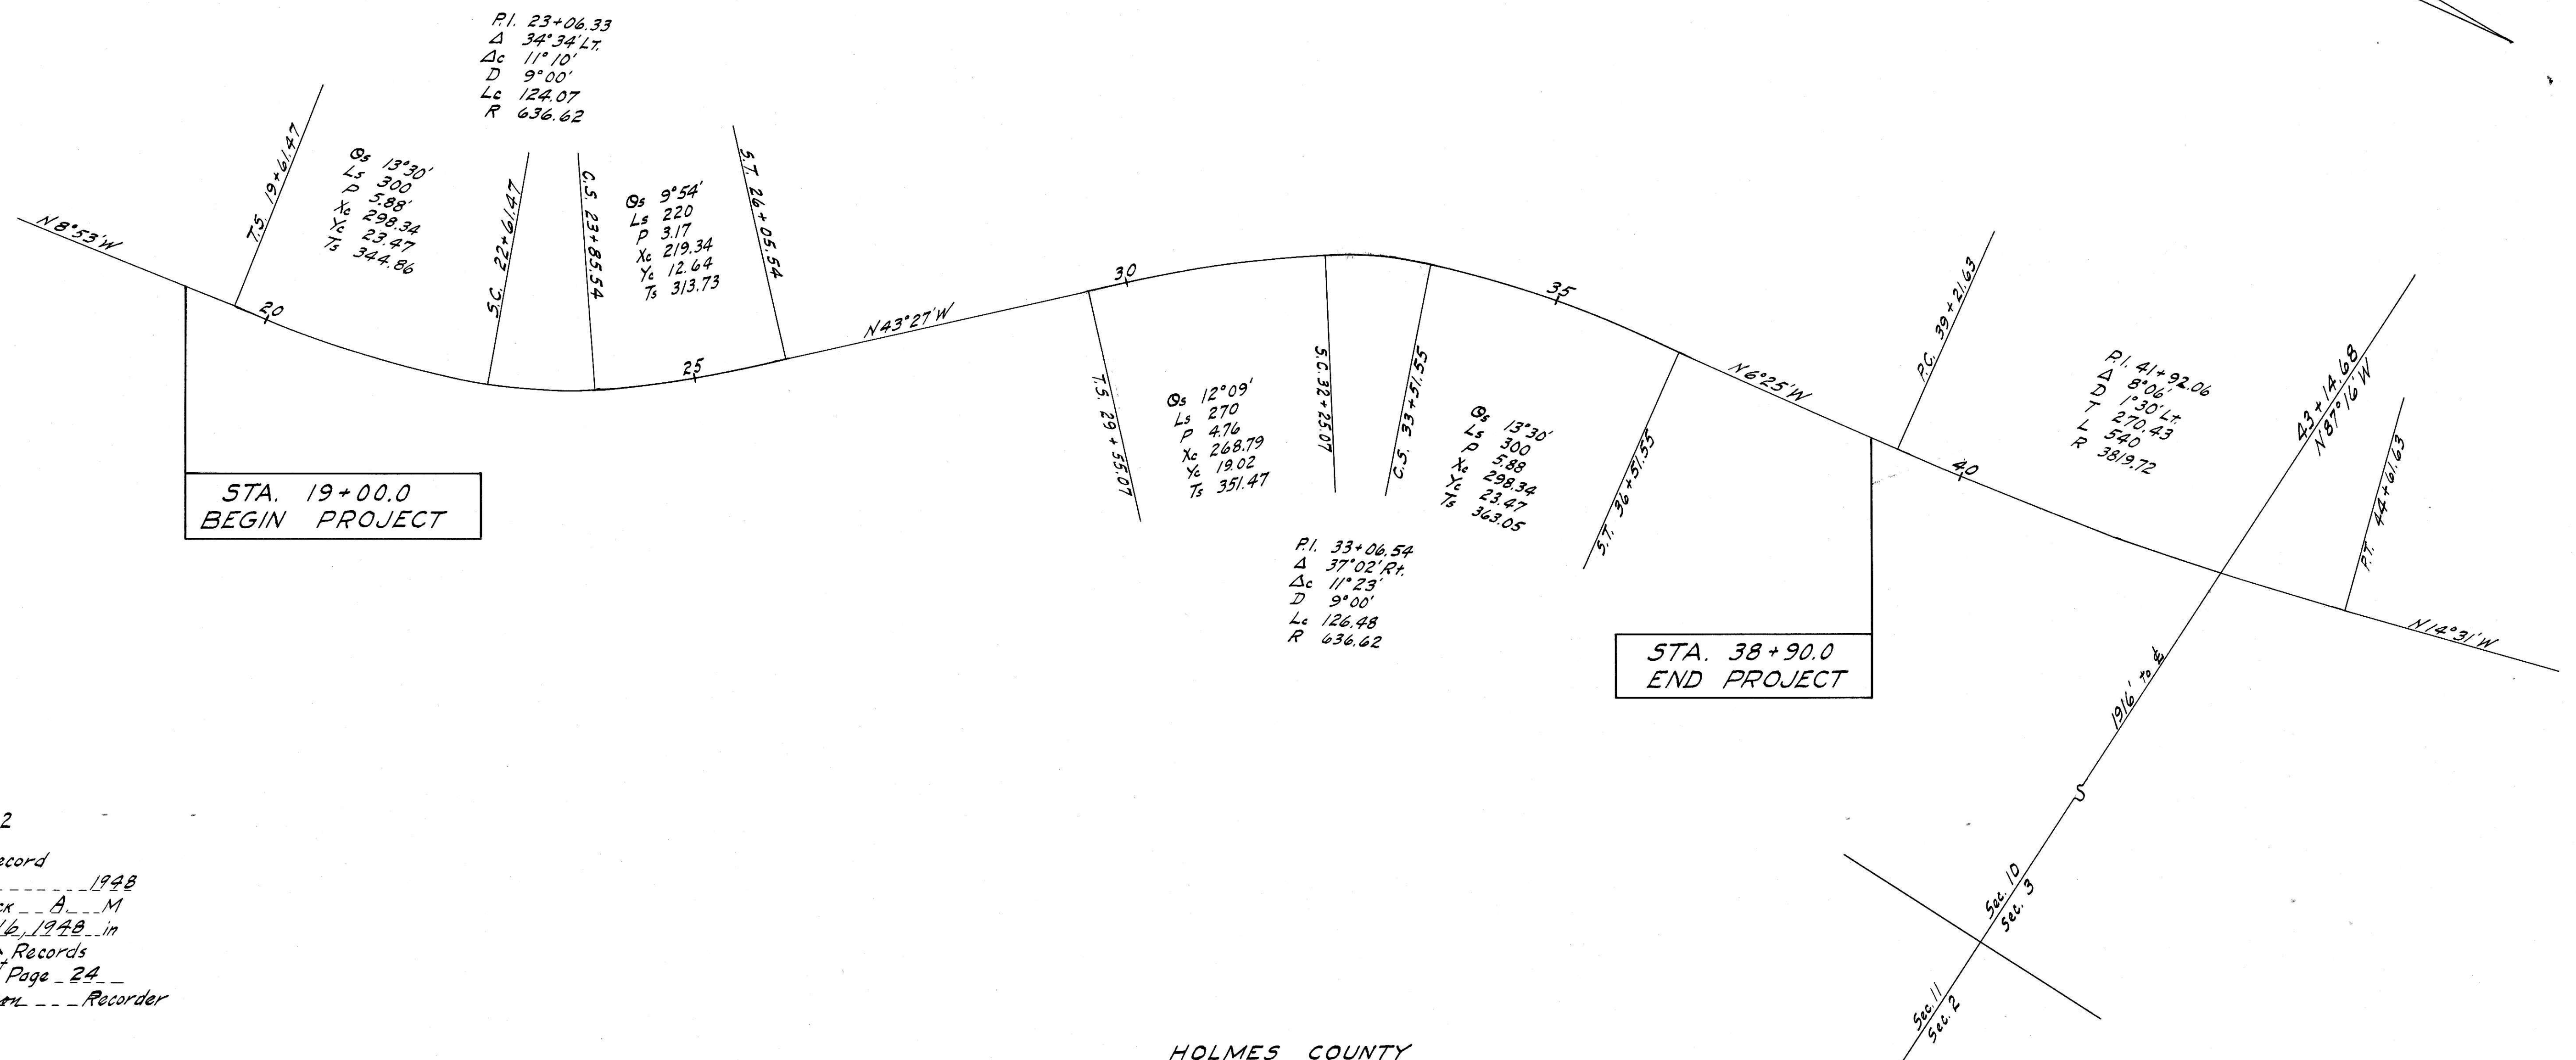 P.I. 23+06.33
Δ 34°34' LT.
Δc 11°10'
D 9°00'
Lc 124.07
R 636.62
N 8°53' W
T.S. 19+61.47
Θs 13°30'
Ls 300
P 5.88'
Xc 298.34
Yc 23.47
Ts 344.86
S.C. 22+61.47
C.S. 23+85.54
Θs 9°54'
Ls 220
P 3.17
Xc 219.34
Yc 12.64
Ts 313.73
S.T. 26+05.54
20
25
N 43°27' W
30
35
STA. 19+00.0
BEGIN PROJECT
T.S. 29+55.07
Θs 12°09'
Ls 270
P 4.76
Xc 268.79
Yc 19.02
Ts 351.47
S.C. 32+25.07
C.S. 33+51.55
Θs 13°30'
Ls 300
P 5.88
Xc 298.34
Yc 23.47
Ts 363.05
S.T. 36+51.55
P.I. 33+06.54
Δ 37°02' Rt.
Δc 11°23'
D 9°00'
Lc 126.48
R 636.62
N 6°25' W
P.C. 39+21.63
40
STA. 38+90.0
END PROJECT
P.I. 41+92.06
Δ 8°06'
D 1°30' Lt.
T 270.43
L 540
R 3819.72
43+14.68
N 87°16' W
P.T. 44+61.63
N 14°31' W
1916' to ℄
Sec. 10
Sec. 3
Sec. 11
Sec. 2
2
ecord
1948
ck A. M
16, 1948 in
Records
Page 24
Recorder
HOLMES COUNTY